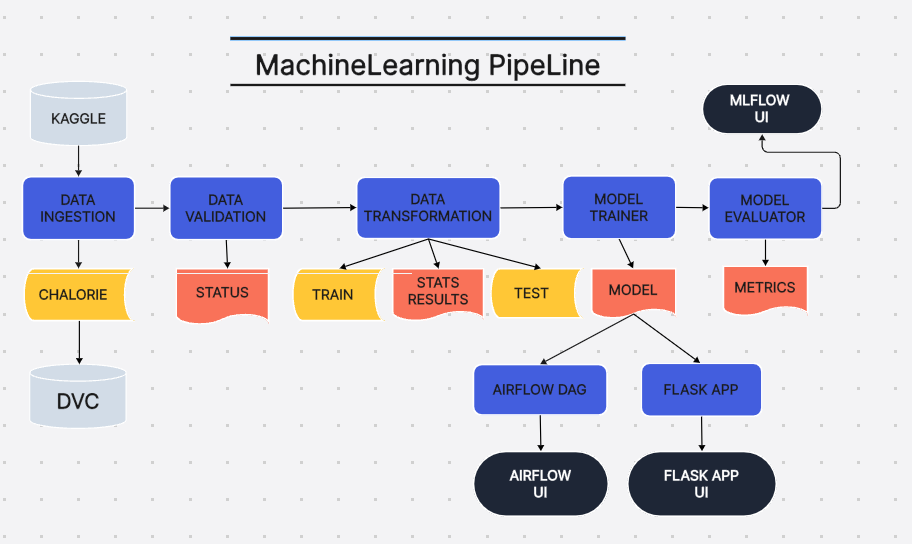 MachineLearning PipeLine
KAGGLE
MLFLOW
UI
DATA
INGESTION
DATA
VALIDATION
DATA
TRANSFORMATION
MODEL
TRAINER
MODEL
EVALUATOR
CHALORIE
STATUS
TRAIN
STATS
RESULTS
TEST
MODEL
METRICS
DVC
AIRFLOW DAG
FLASK APP
AIRFLOW
UI
FLASK APP
UI